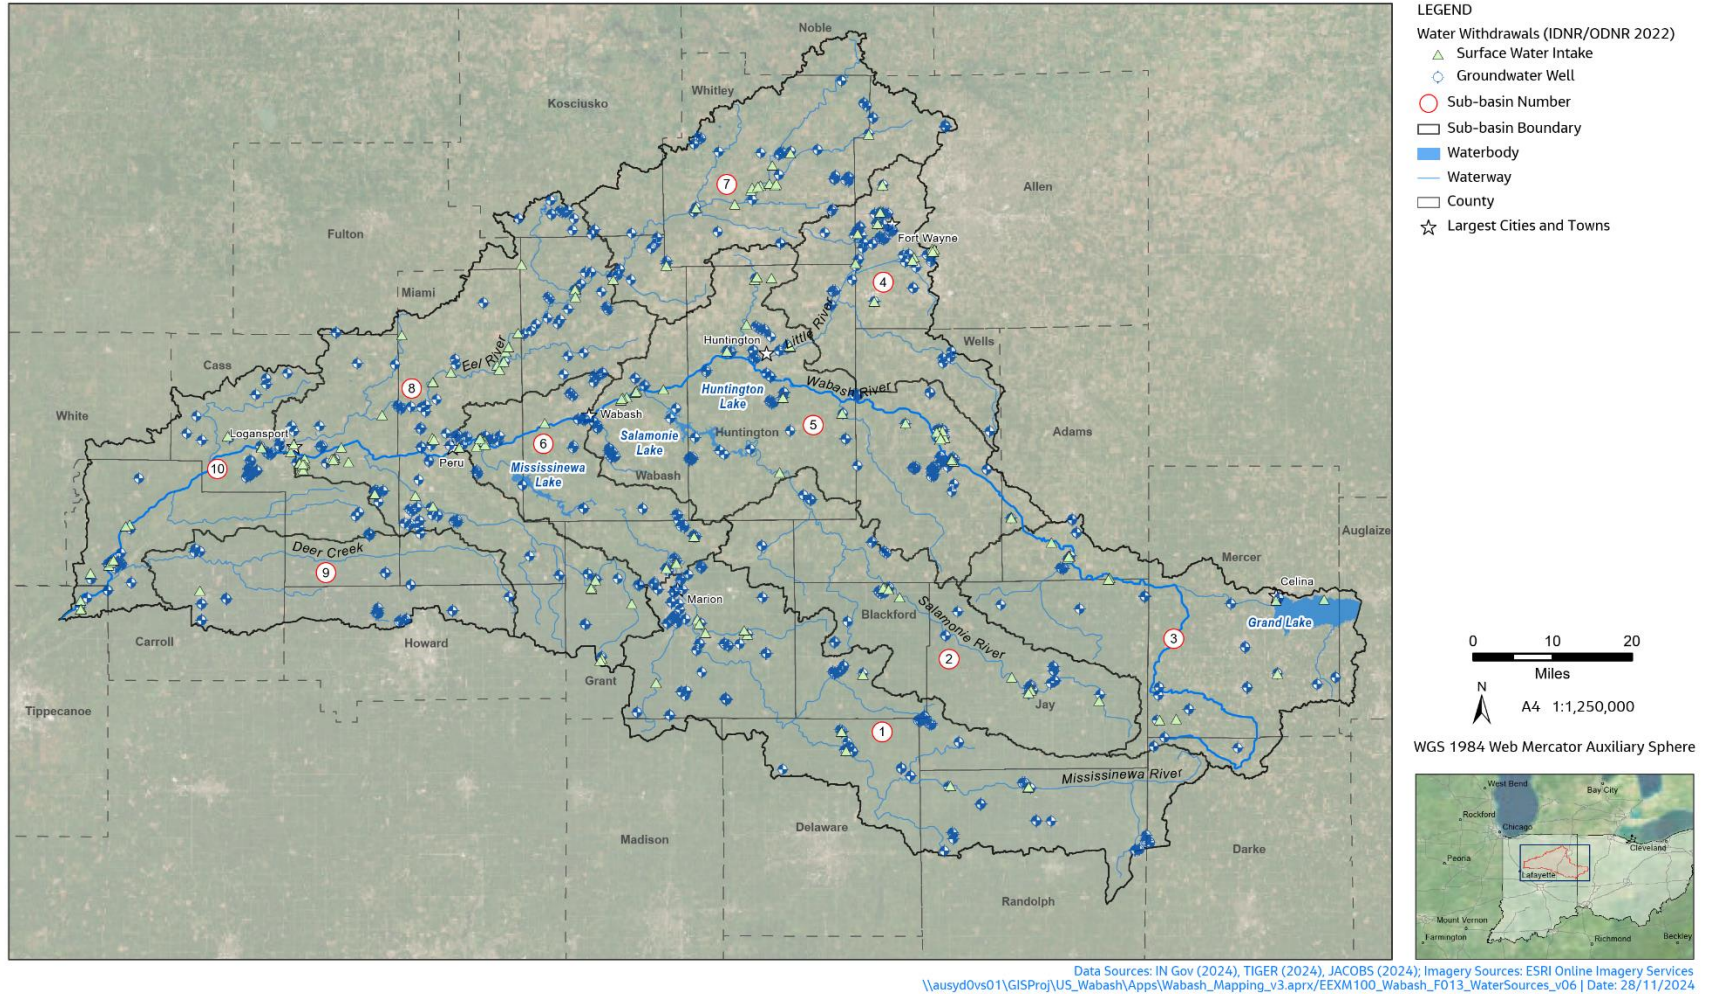 LEGEND
Water Withdrawals (IDNR/ODNR 2022)
Surface Water Intake
Groundwater Well
Sub-basin Number
Sub-basin Boundary
Waterbody
Waterway
County
Largest Cities and Towns
Noble
Whitley
Kosciusko
7
Allen
Fulton
Fort Wayne
4
Miami
Little River
Huntington
Wells
Eel River
Cass
8
Wabash River
Huntington
Lake
White
Wabash
Logansport
5
Adams
Huntington
Salamonie
Lake
6
Peru
10
Mississinewa
Lake
Wabash
Auglaize
Deer Creek
9
Mercer
Celina
Marion
Blackford
Salamonie River
Grand Lake
Carroll
Howard
3
2
Grant
Jay
Tippecanoe
1
Mississinewa River
Madison
Delaware
Darke
Randolph
0 10 20
Miles
N
A4 1:1,250,000
WGS 1984 Web Mercator Auxiliary Sphere
West Bend
Bay City
Rockford
Chicago
Cleveland
Peoria
Lafayette
Mount Vernon
Farmington
Richmond
Beckley
Data Sources: IN Gov (2024), TIGER (2024), JACOBS (2024); Imagery Sources: ESRI Online Imagery Services
\\ausyd0vs01\GISProj\US_Wabash\Apps\Wabash_Mapping_v3.aprx/EEXM100_Wabash_F013_WaterSources_v06 | Date: 28/11/2024